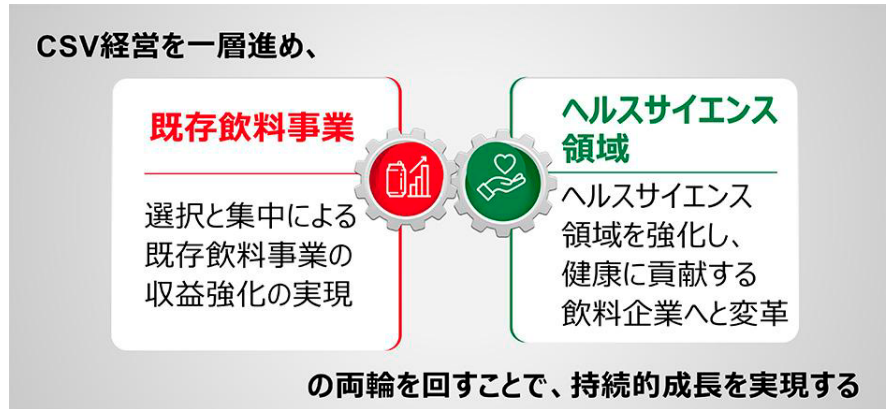 CSV経営を一層進め、
既存飲料事業
選択と集中による
既存飲料事業の
収益強化の実現
ヘルスサイエンス
領域
ヘルスサイエンス
領域を強化し、
健康に貢献する
飲料企業へと変革
の両輪を回すことで、持続的成長を実現する